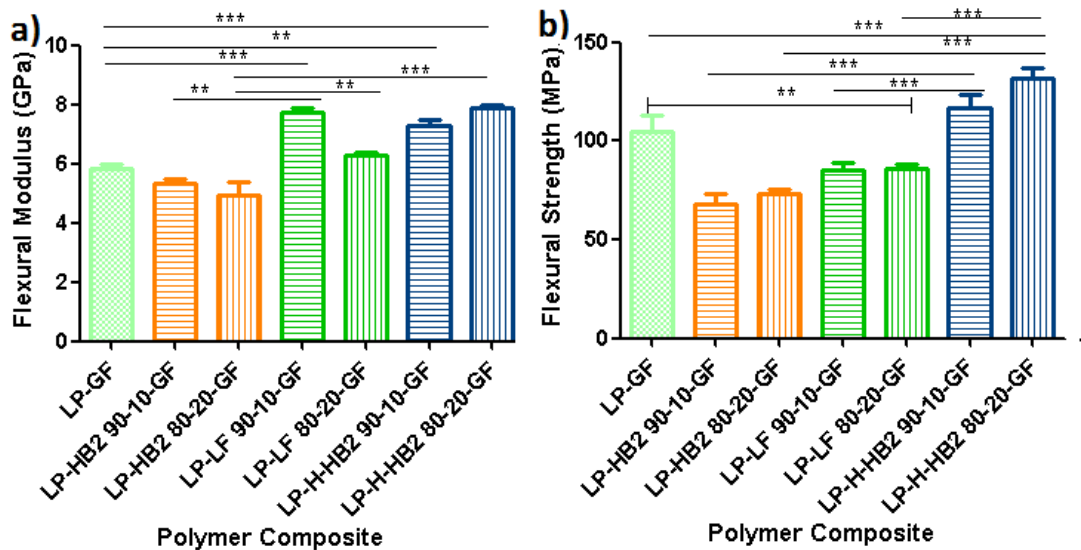 a)
Flexural Modulus (GPa)
10
8
6
4
2
0
***
**
***
***
**
**
LP-GF
LP-HB2 90-10-GF
LP-HB2 80-20-GF
LP-LF 90-10-GF
LP-LF 80-20-GF
LP-H-HB2 90-10-GF
LP-H-HB2 80-20-GF
Polymer Composite
b)
Flexural Strength (MPa)
150
100
50
0
***
***
***
***
***
**
LP-GF
LP-HB2 90-10-GF
LP-HB2 80-20-GF
LP-LF 90-10-GF
LP-LF 80-20-GF
LP-H-HB2 90-10-GF
LP-H-HB2 80-20-GF
Polymer Composite